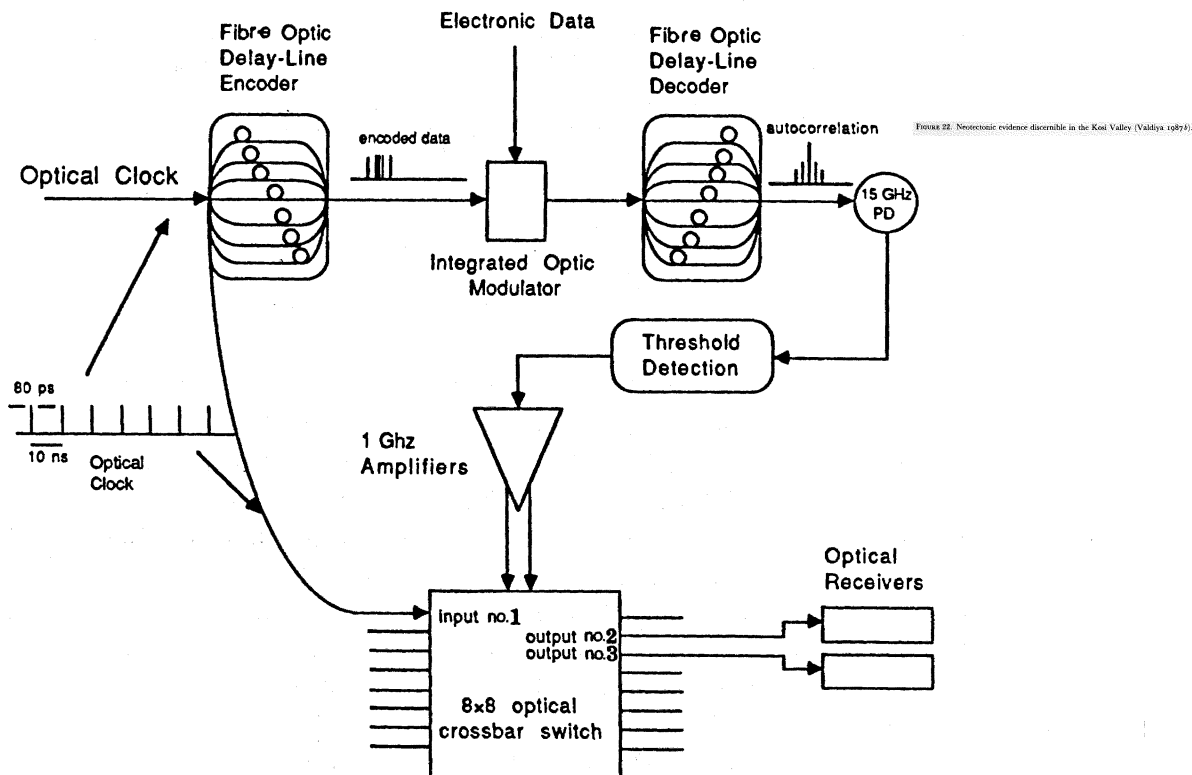 Electronic Data
Fibre Optic
Delay-Line
Encoder
Fibre Optic
Delay-Line
Decoder
encoded data
autocorrelation
FIGURE 22. Neotectonic evidence discernible in the Kosi Valley (Valdiya 1987b).
Optical Clock
15 GHz
PD
Integrated Optic
Modulator
Threshold
Detection
80 ps
10 ns
Optical
Clock
1 Ghz
Amplifiers
Optical
Receivers
input no.1
output no.2
output no.3
8x8 optical
crossbar switch